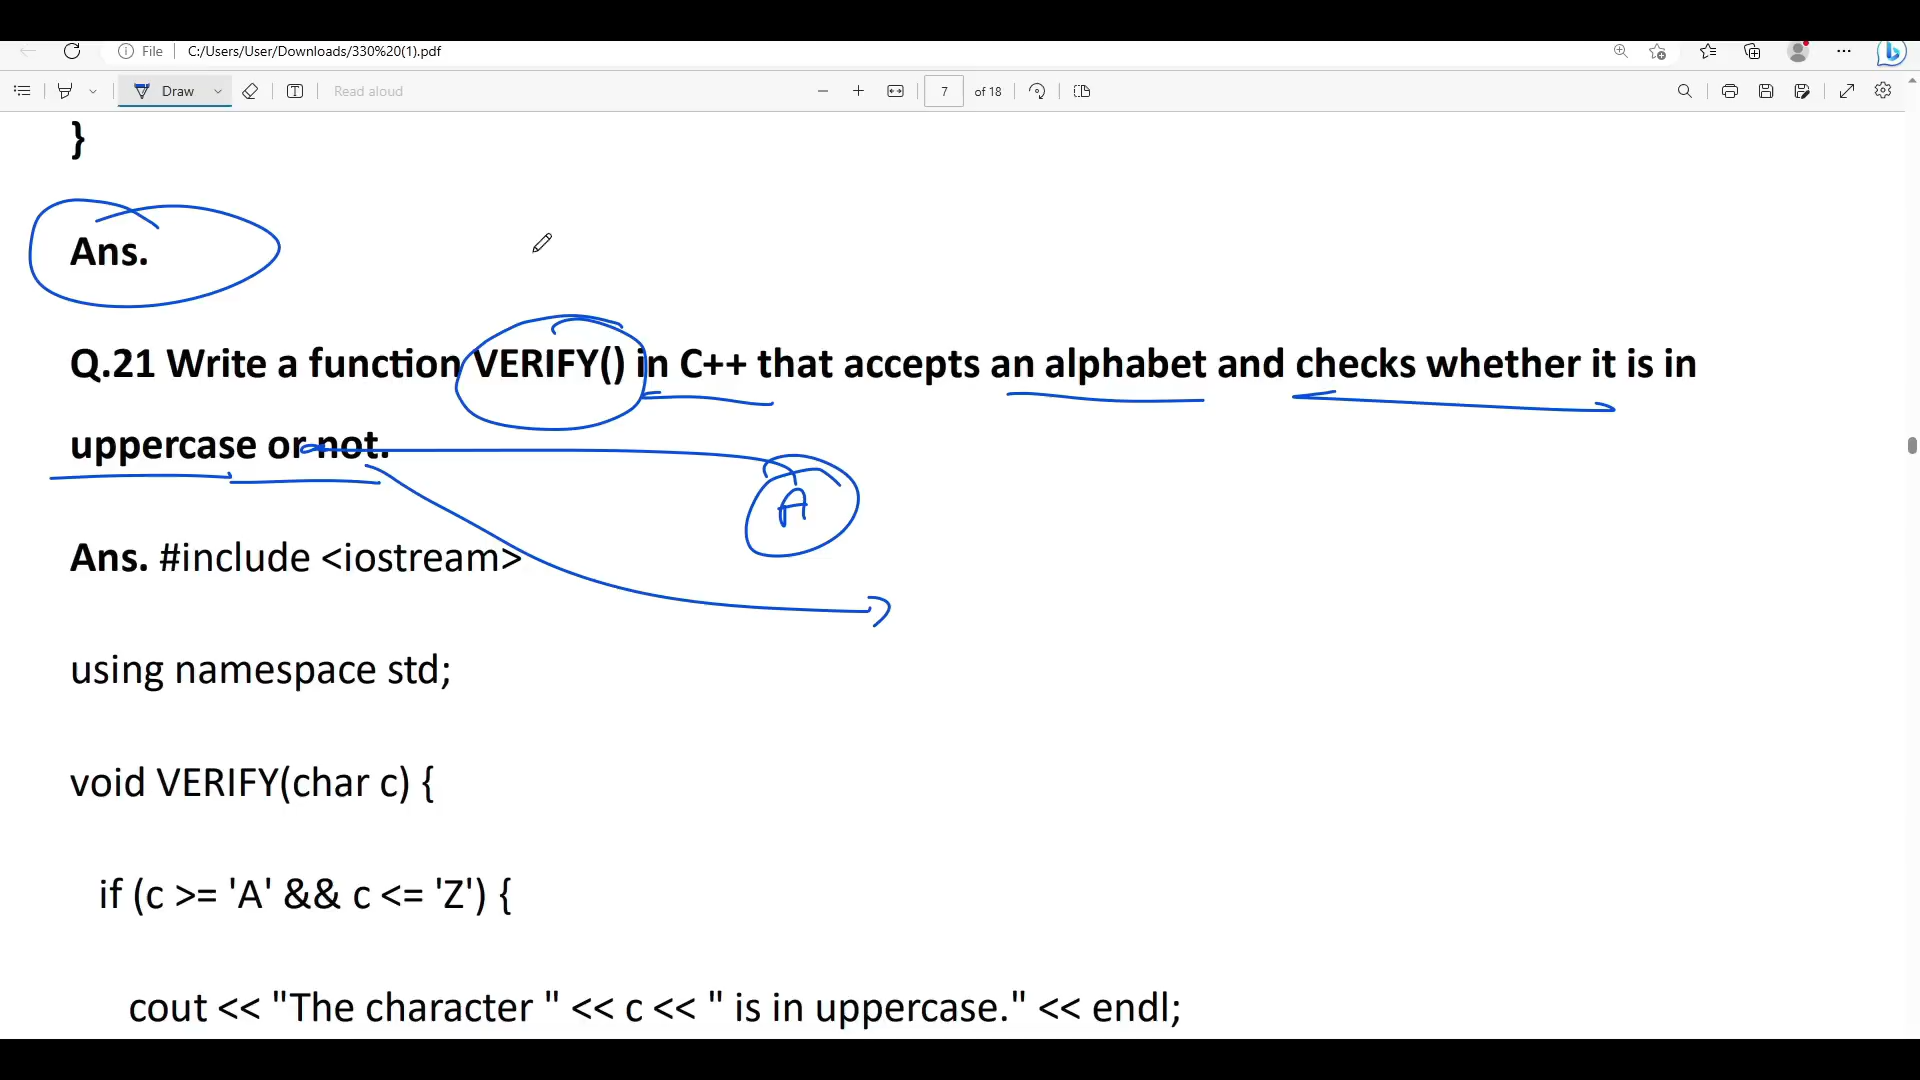 File C:/Users/User/Downloads/330%20(1).pdf
Draw Read aloud 7 of 18
}
Ans.
Q.21 Write a function VERIFY() in C++ that accepts an alphabet and checks whether it is in
uppercase or not.
A
Ans. #include <iostream>
using namespace std;
void VERIFY(char c) {
if (c >= 'A' && c <= 'Z') {
cout << "The character " << c << " is in uppercase." << endl;